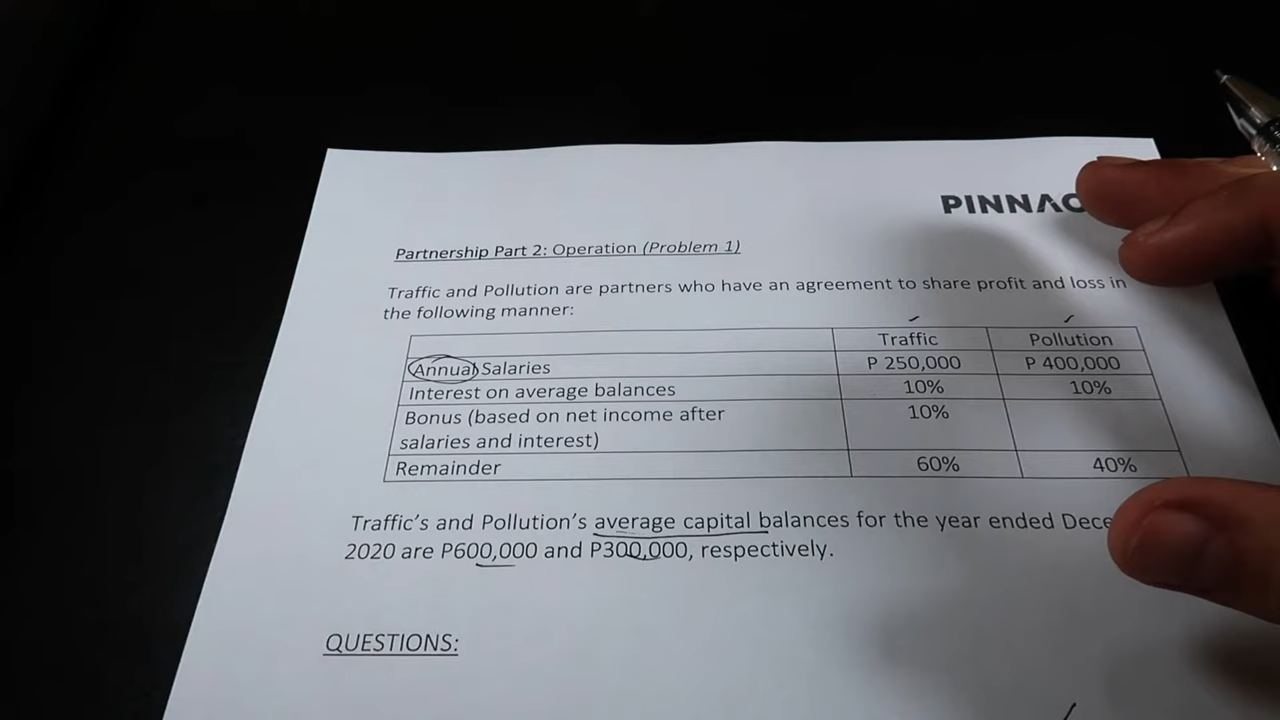 Partnership Part 2: Operation (Problem 1)
Traffic and Pollution are partners who have an agreement to share profit and loss in
the following manner:
Traffic Pollution
Annual Salaries P 250,000 P 400,000
Interest on average balances 10% 10%
Bonus (based on net income after 10%
salaries and interest)
Remainder 60% 40%
Traffic's and Pollution's average capital balances for the year ended
2020 are P600,000 and P300,000, respectively.
QUESTIONS: